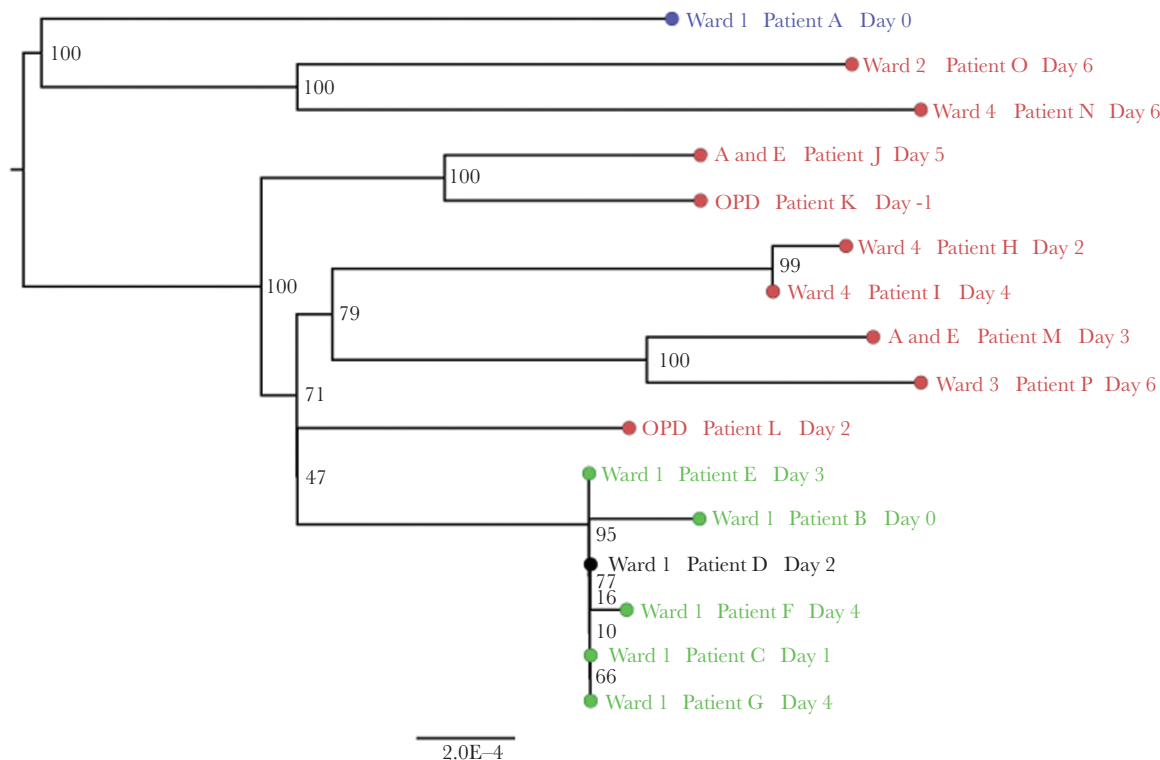 Ward 1 Patient A Day 0
100
Ward 2 Patient O Day 6
100
Ward 4 Patient N Day 6
A and E Patient J Day 5
100
OPD Patient K Day -1
Ward 4 Patient H Day 2
99
100
Ward 4 Patient I Day 4
79
A and E Patient M Day 3
100
Ward 3 Patient P Day 6
71
OPD Patient L Day 2
47
Ward 1 Patient E Day 3
Ward 1 Patient B Day 0
95
Ward 1 Patient D Day 2
77
16
Ward 1 Patient F Day 4
10
Ward 1 Patient C Day 1
66
Ward 1 Patient G Day 4
2.0E–4